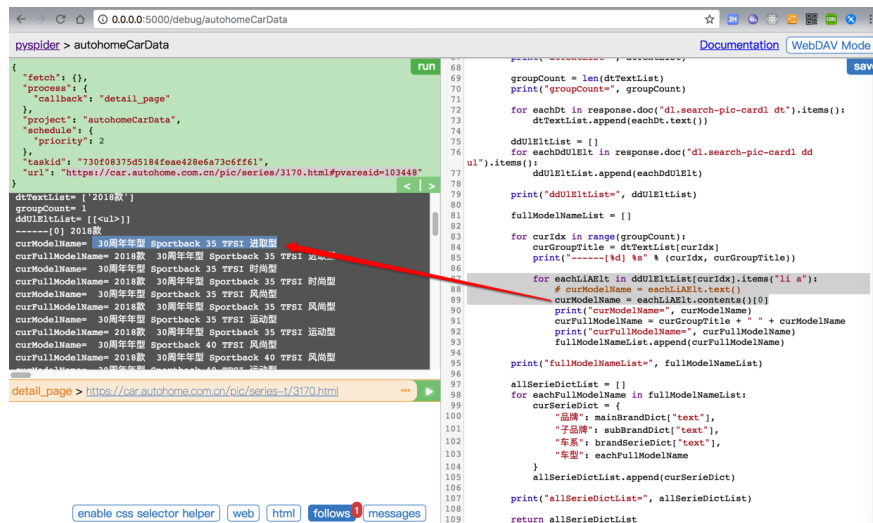 0.0.0.0:5000/debug/autohomeCarData
pyspider > autohomeCarData
Documentation
WebDAV Mode
run
{
"fetch": {},
"process": {
"callback": "detail_page"
},
"project": "autohomeCarData",
"schedule": {
"priority": 2
},
"taskid": "730f08375d5184feae428e6a73c6ff61",
"url": "https://car.autohome.com.cn/pic/series/3170.html#pvareaid=103448"
}
< | >
dtTextList= ['2018款']
groupCount= 1
ddUlEltList= [[<ul>]]
------[0] 2018款
curModelName= 30周年年型 Sportback 35 TFSI 进取型
curFullModelName= 2018款 30周年年型 Sportback 35 TFSI 进取型
curModelName= 30周年年型 Sportback 35 TFSI 时尚型
curFullModelName= 2018款 30周年年型 Sportback 35 TFSI 时尚型
curModelName= 30周年年型 Sportback 35 TFSI 风尚型
curFullModelName= 2018款 30周年年型 Sportback 35 TFSI 风尚型
curModelName= 30周年年型 Sportback 35 TFSI 运动型
curFullModelName= 2018款 30周年年型 Sportback 35 TFSI 运动型
curModelName= 30周年年型 Sportback 40 TFSI 风尚型
curFullModelName= 2018款 30周年年型 Sportback 40 TFSI 风尚型
detail_page > https://car.autohome.com.cn/pic/series-t/3170.html
enable css selector helper
web
html
follows 1
messages
save
68
69 groupCount = len(dtTextList)
70 print("groupCount=", groupCount)
71
72 for eachDt in response.doc("dl.search-pic-cardl dt").items():
73 dtTextList.append(eachDt.text())
74
75 ddUlEltList = []
76 for eachDdUlElt in response.doc("dl.search-pic-cardl dd
ul").items():
77 ddUlEltList.append(eachDdUlElt)
78
79 print("ddUlEltList=", ddUlEltList)
80
81 fullModelNameList = []
82
83 for curIdx in range(groupCount):
84 curGroupTitle = dtTextList[curIdx]
85 print("------[%d] %s" % (curIdx, curGroupTitle))
86
87 for eachLiAElt in ddUlEltList[curIdx].items("li a"):
88 # curModelName = eachLiAElt.text()
89 curModelName = eachLiAElt.contents()[0]
90 print("curModelName=", curModelName)
91 curFullModelName = curGroupTitle + " " + curModelName
92 print("curFullModelName=", curFullModelName)
93 fullModelNameList.append(curFullModelName)
94
95 print("fullModelNameList=", fullModelNameList)
96
97 allSerieDictList = []
98 for eachFullModelName in fullModelNameList:
99 curSerieDict = {
100 "品牌": mainBrandDict["text"],
101 "子品牌": subBrandDict["text"],
102 "车系": brandSerieDict["text"],
103 "车型": eachFullModelName
104 }
105 allSerieDictList.append(curSerieDict)
106
107 print("allSerieDictList=", allSerieDictList)
108
109 return allSerieDictList